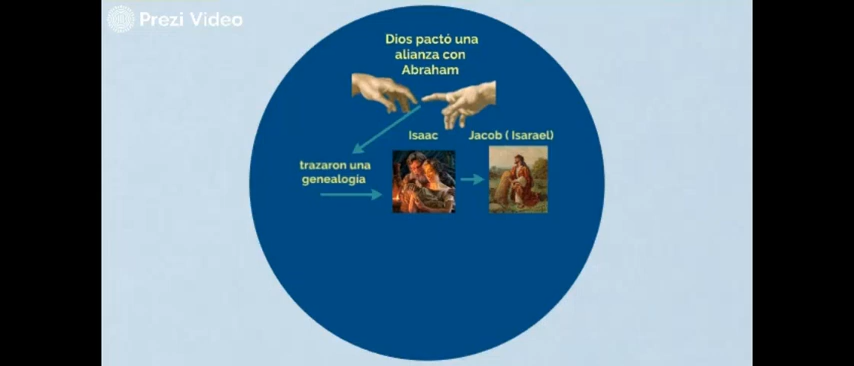 Prezi Video
Dios pactó una
alianza con
Abraham
Isaac
Jacob ( Isarael)
trazaron una
genealogía